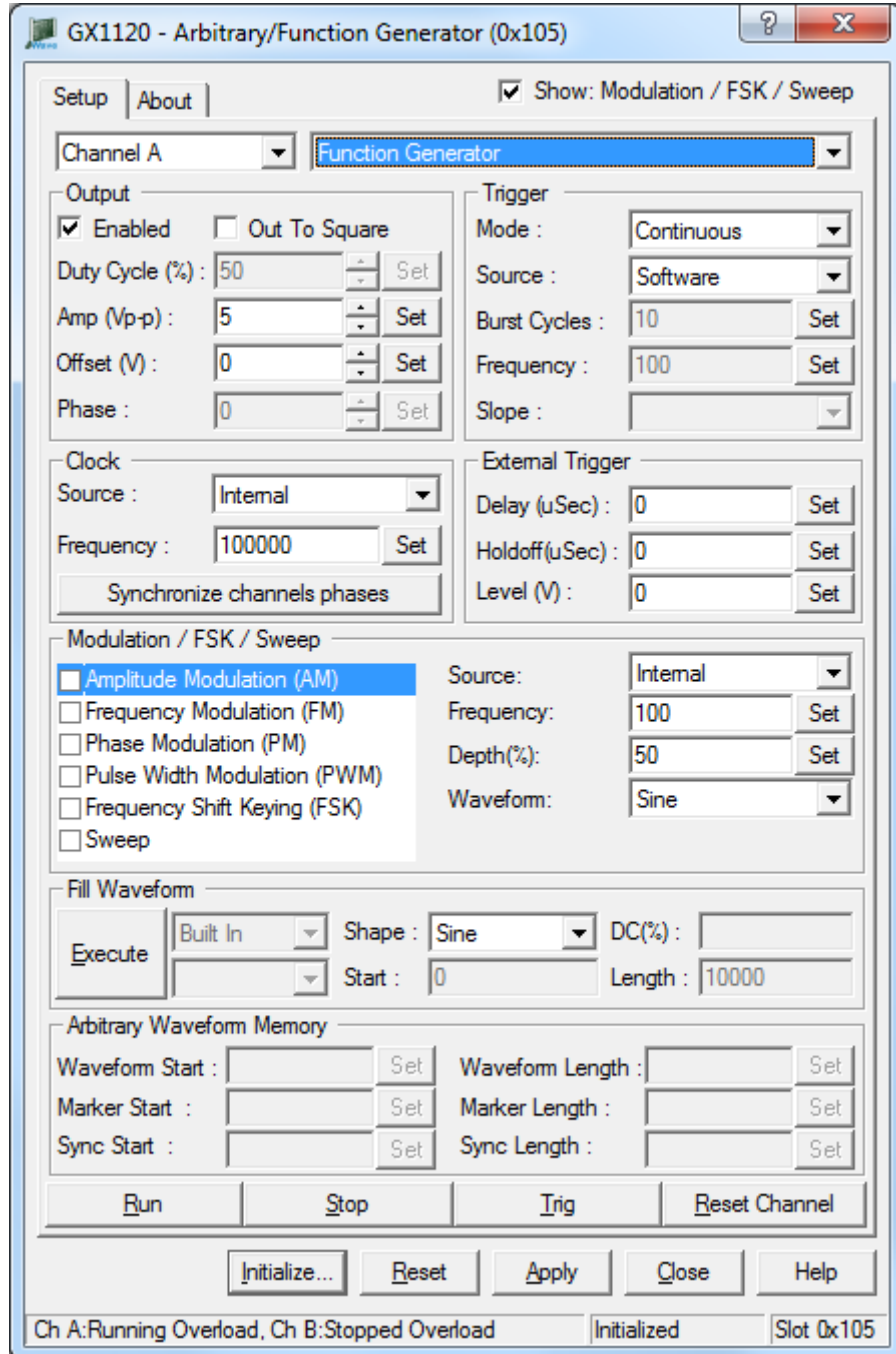 GX1120 - Arbitrary/Function Generator (0x105)
Setup About Show: Modulation / FSK / Sweep
Channel A Function Generator
Output
Enabled Out To Square
Duty Cycle (%) : 50 Set
Amp (Vp-p) : 5 Set
Offset (V) : 0 Set
Phase : 0 Set
Trigger
Mode : Continuous
Source : Software
Burst Cycles : 10 Set
Frequency : 100 Set
Slope :
Clock
Source : Internal
Frequency : 100000 Set
Synchronize channels phases
External Trigger
Delay (uSec) : 0 Set
Holdoff(uSec) : 0 Set
Level (V) : 0 Set
Modulation / FSK / Sweep
Amplitude Modulation (AM)
Frequency Modulation (FM)
Phase Modulation (PM)
Pulse Width Modulation (PWM)
Frequency Shift Keying (FSK)
Sweep
Source: Internal
Frequency: 100 Set
Depth(%): 50 Set
Waveform: Sine
Fill Waveform
Execute Built In Shape : Sine DC(%) :
Start : 0 Length : 10000
Arbitrary Waveform Memory
Waveform Start : Set Waveform Length : Set
Marker Start : Set Marker Length : Set
Sync Start : Set Sync Length : Set
Run Stop Trig Reset Channel
Initialize... Reset Apply Close Help
Ch A:Running Overload, Ch B:Stopped Overload Initialized Slot 0x105